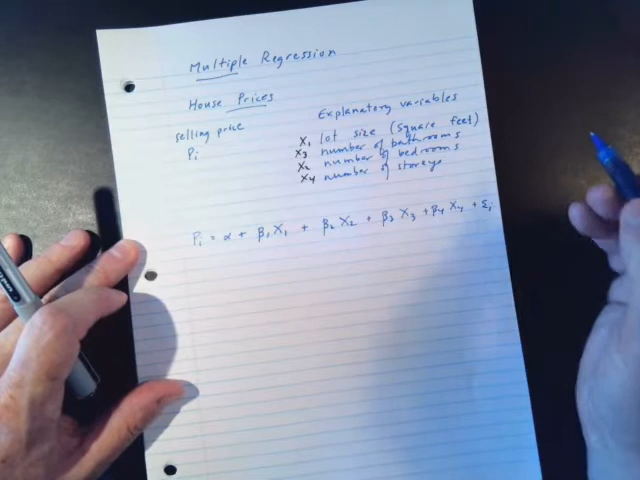 Multiple Regression
House Prices
Explanatory variables
selling price
Pi
X1 lot size (square feet)
X3 number of bathrooms
X2 number of bedrooms
X4 number of storeys
Pi = α + β1X1 + β2X2 + β3X3 + β4X4 + Σi